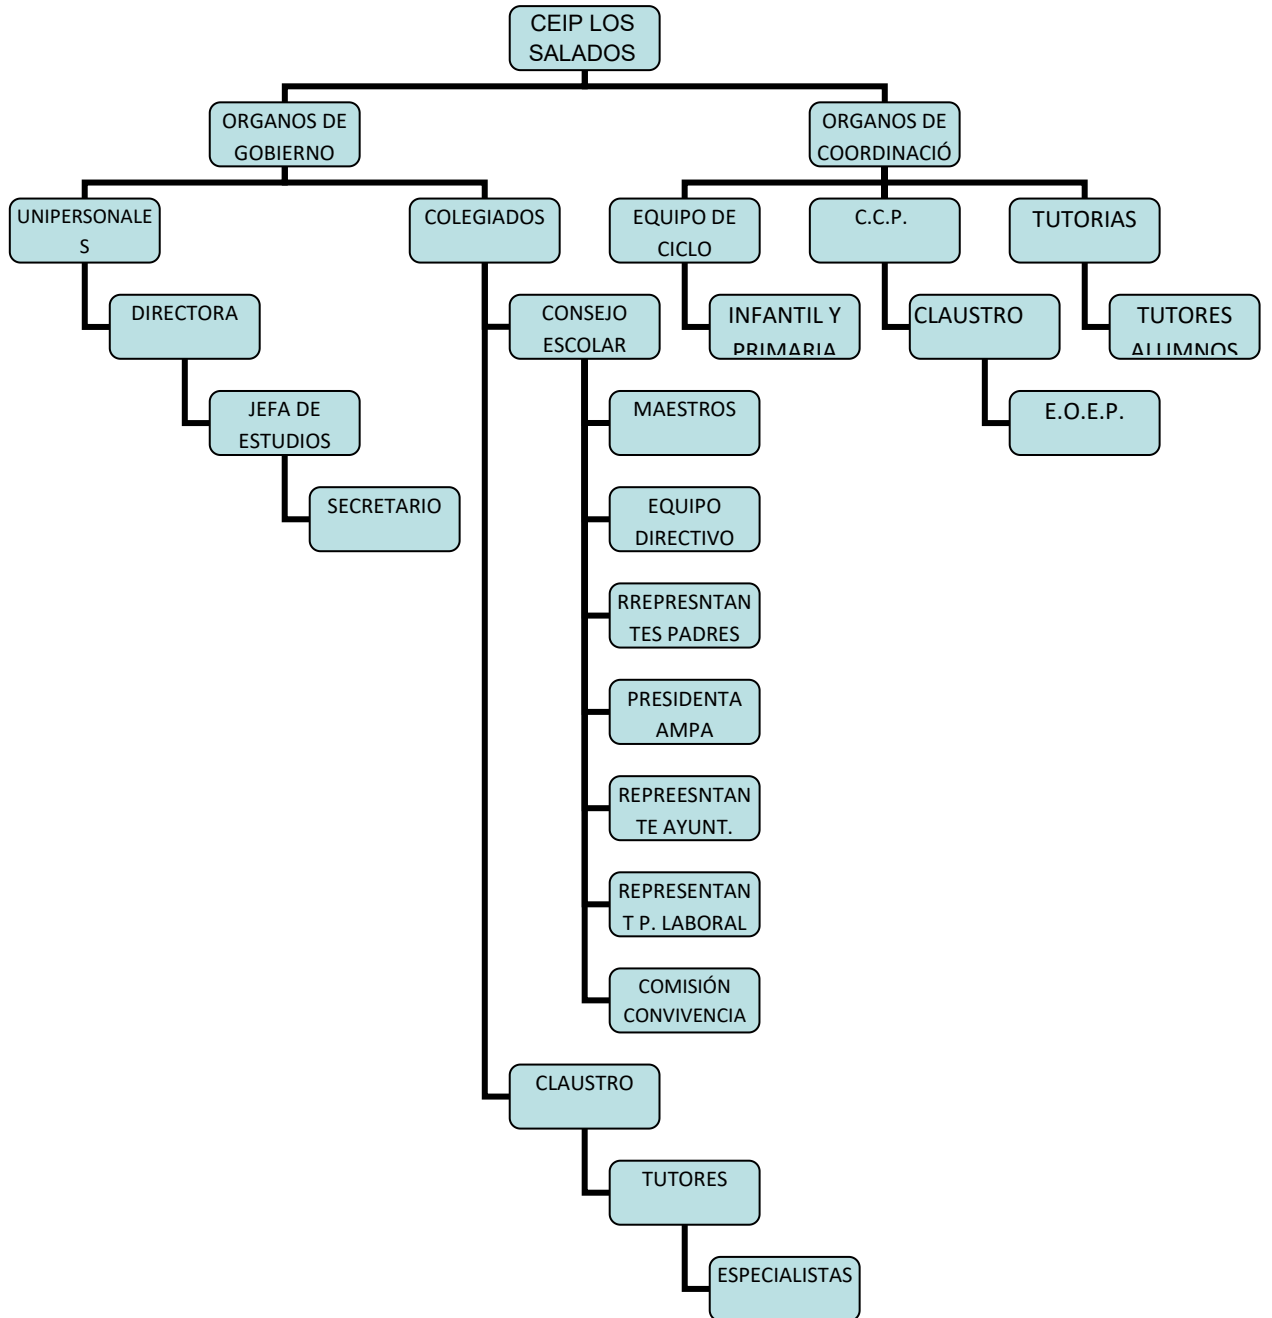 CEIP LOS
SALADOS
ORGANOS DE
GOBIERNO
ORGANOS DE
COORDINACIÓ
UNIPERSONALE
S
COLEGIADOS
EQUIPO DE
CICLO
C.C.P.
TUTORIAS
DIRECTORA
CONSEJO
ESCOLAR
INFANTIL Y
PRIMARIA
CLAUSTRO
TUTORES
ALUMNOS
JEFA DE
ESTUDIOS
MAESTROS
E.O.E.P.
SECRETARIO
EQUIPO
DIRECTIVO
RREPRESNTAN
TES PADRES
PRESIDENTA
AMPA
REPREESNTAN
TE AYUNT.
REPRESENTAN
T P. LABORAL
COMISIÓN
CONVIVENCIA
CLAUSTRO
TUTORES
ESPECIALISTAS